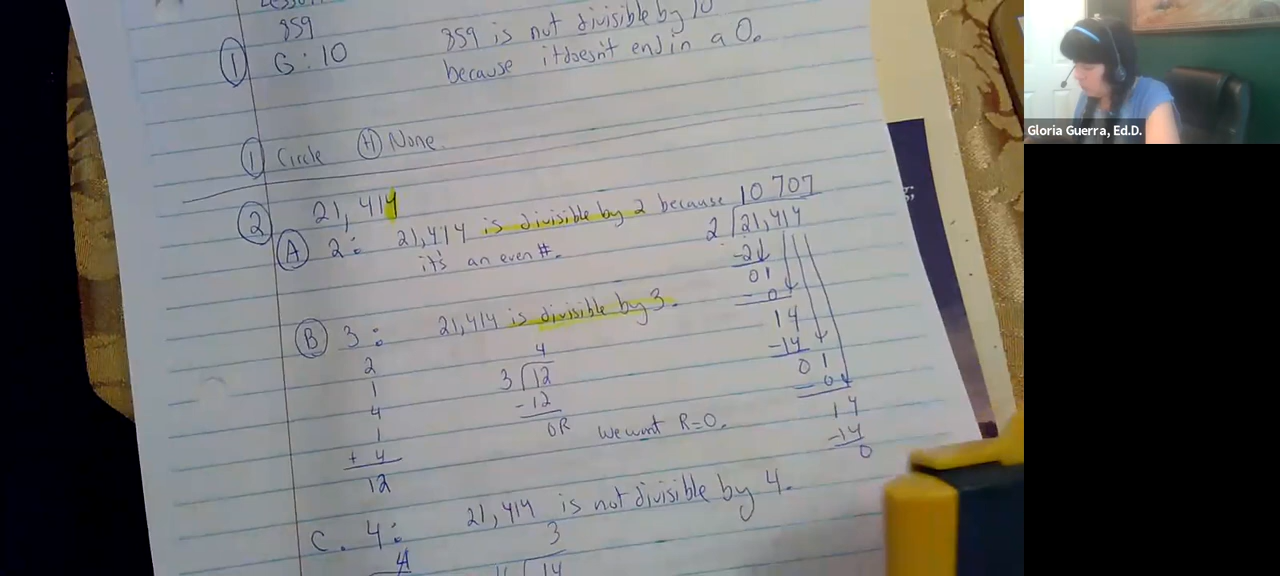 859
① G: 10 859 is not divisible by 10
because it doesn't end in a 0.
① Circle Ⓗ None
② 21,414
Ⓐ 2: 21,414 is divisible by 2 because
it's an even #.
10 707
2 21,414
-2
01
-0
14
-14
01
-0
14
-14
0
Ⓑ 3: 21,414 is divisible by 3.
2
1
4
1
+ 4
12
4
3 12
-12
0R we want R=0.
C. 4: 21,414 is not divisible by 4.
4
3
14
Gloria Guerra, Ed.D.